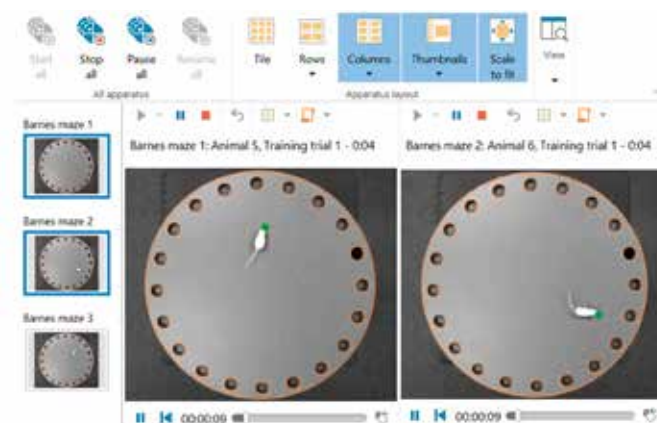 Start all
Stop all
Pause all
Resume all
Tile
Rows
Columns
Thumbnails
Scale to fit
View
All apparatus
Apparatus layout
Barnes maze 1
Barnes maze 2
Barnes maze 3
Barnes maze 1: Animal 5, Training trial 1 - 0:04
Barnes maze 2: Animal 6, Training trial 1 - 0:04
00:00:09
00:00:09